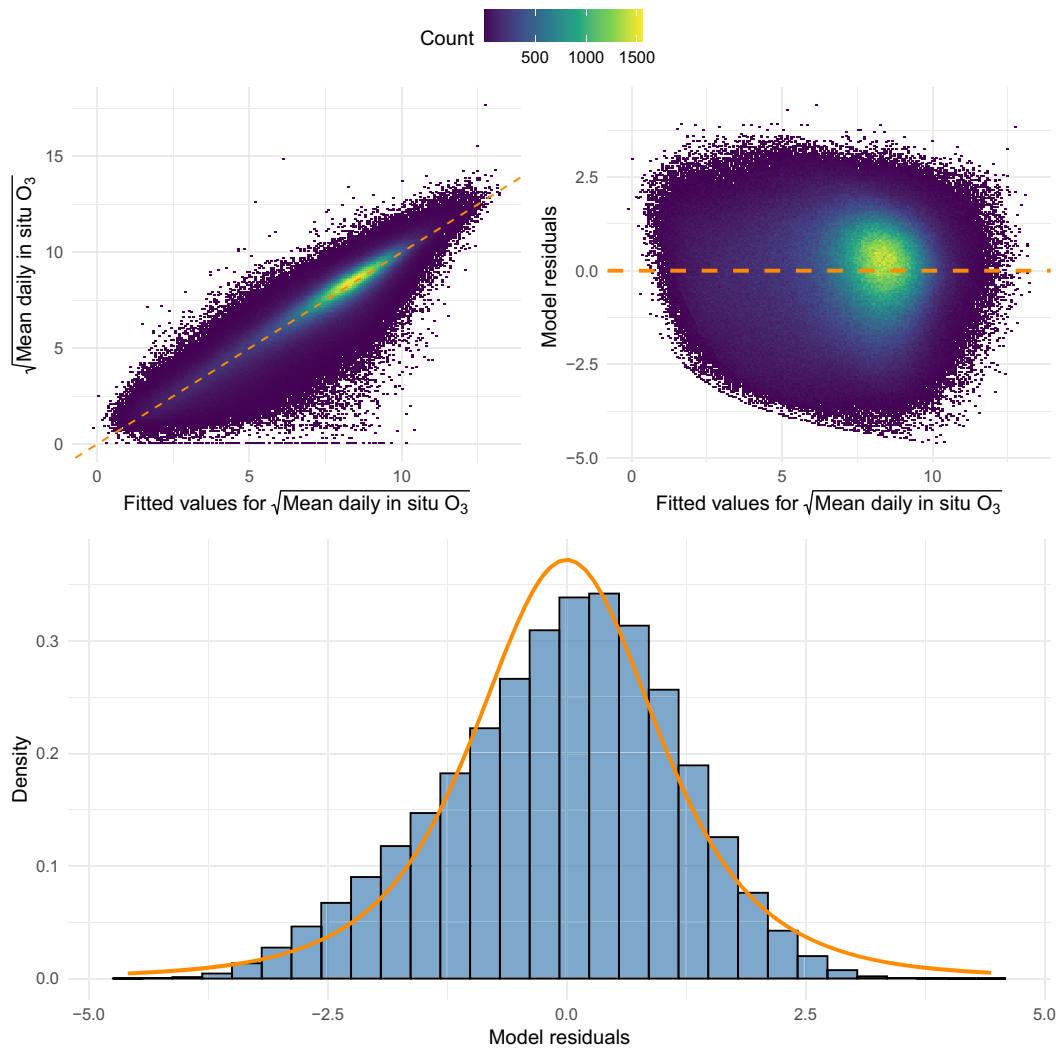 Count
500 1000 1500
√Mean daily in situ O₃
15
10
5
0
0 5 10
Fitted values for √Mean daily in situ O₃
Model residuals
2.5
0.0
−2.5
−5.0
0 5 10
Fitted values for √Mean daily in situ O₃
Density
0.3
0.2
0.1
0.0
−5.0 −2.5 0.0 2.5 5.0
Model residuals